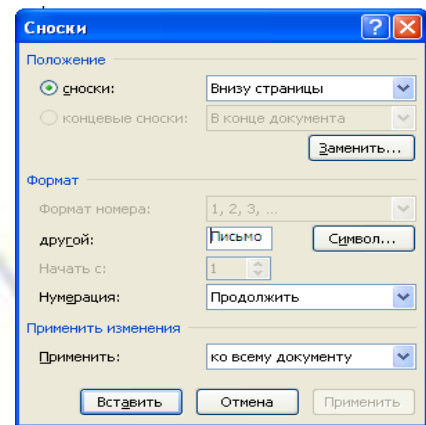 Сноски
Положение
сноски: Внизу страницы
концевые сноски: В конце документа
Заменить...
Формат
Формат номера: 1, 2, 3, ...
другой: Письмо Символ...
Начать с: 1
Нумерация: Продолжить
Применить изменения
Применить: ко всему документу
Вставить Отмена Применить